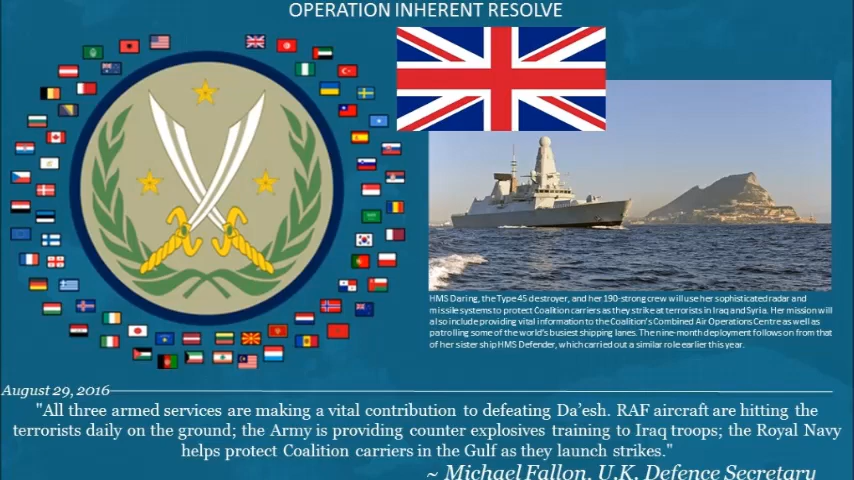 OPERATION INHERENT RESOLVE
HMS Daring, the Type 45 destroyer, and her 190-strong crew will use her sophisticated radar and
missile systems to protect Coalition carriers as they strike at terrorists in Iraq and Syria. Her mission will
also include providing vital information to the Coalition's Combined Air Operations Centre as well as
patrolling some of the world's busiest shipping lanes. The nine-month deployment follows on from that
of her sister ship HMS Defender, which carried out a similar role earlier this year.
August 29, 2016
"All three armed services are making a vital contribution to defeating Da'esh. RAF aircraft are hitting the
terrorists daily on the ground; the Army is providing counter explosives training to Iraq troops; the Royal Navy
helps protect Coalition carriers in the Gulf as they launch strikes."
~ Michael Fallon, U.K. Defence Secretary